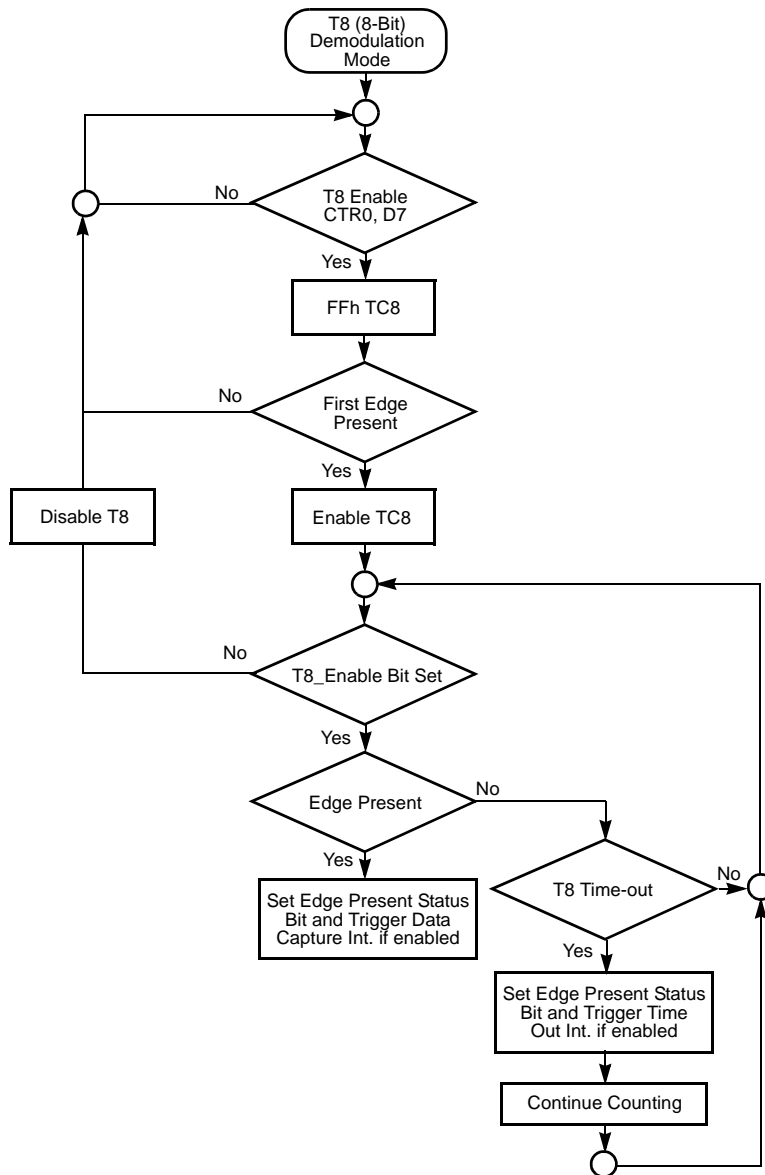 T8 (8-Bit)
Demodulation
Mode
No
T8 Enable
CTR0, D7
Yes
FFh TC8
No
First Edge
Present
Yes
Disable T8
Enable TC8
No
T8_Enable Bit Set
Yes
Edge Present
No
Yes
T8 Time-out
No
Set Edge Present Status
Bit and Trigger Data
Capture Int. if enabled
Yes
Set Edge Present Status
Bit and Trigger Time
Out Int. if enabled
Continue Counting